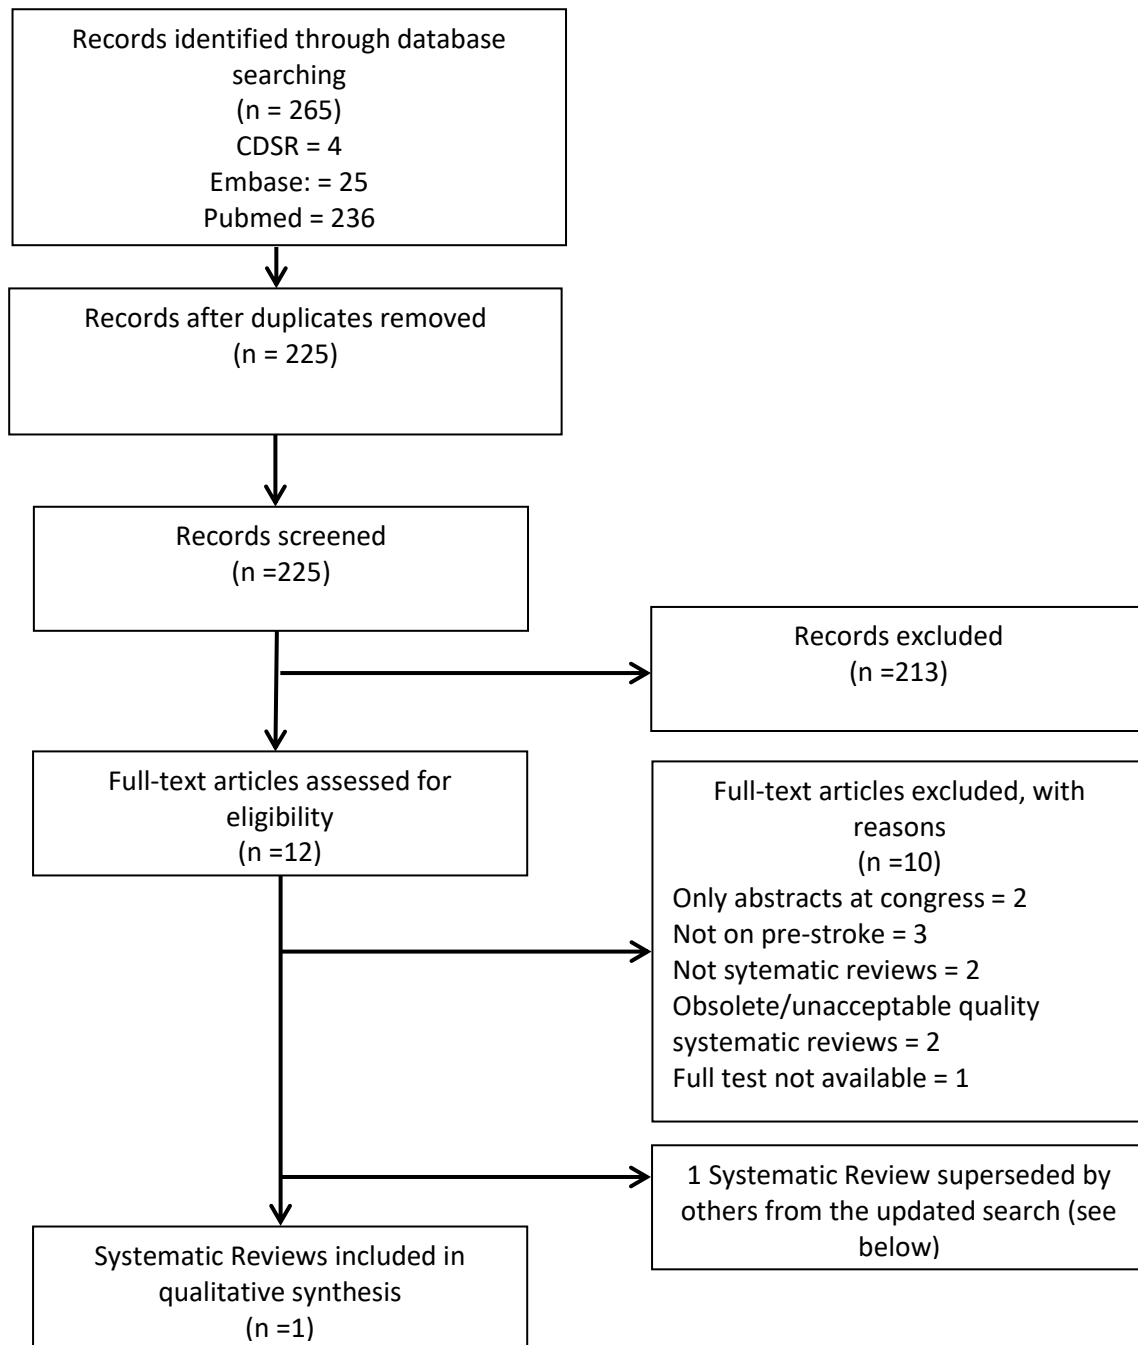 Records identified through database
searching
(n = 265)
CDSR = 4
Embase: = 25
Pubmed = 236
Records after duplicates removed
(n = 225)
Records screened
(n =225)
Records excluded
(n =213)
Full-text articles assessed for
eligibility
(n =12)
Full-text articles excluded, with
reasons
(n =10)
Only abstracts at congress = 2
Not on pre-stroke = 3
Not sytematic reviews = 2
Obsolete/unacceptable quality
systematic reviews = 2
Full test not available = 1
1 Systematic Review superseded by
others from the updated search (see
below)
Systematic Reviews included in
qualitative synthesis
(n =1)